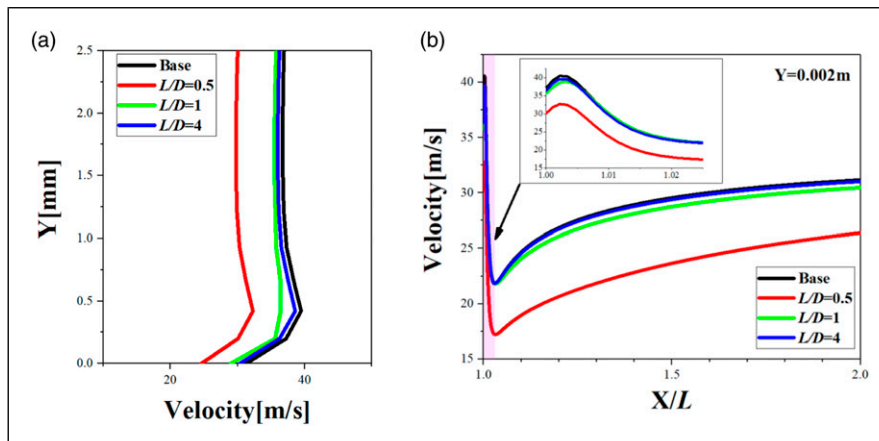 (a)
2.5
2.0
1.5
1.0
0.5
0.0
Y[mm]
Base
L/D=0.5
L/D=1
L/D=4
20
40
Velocity[m/s]
(b)
40
35
30
25
20
15
Velocity[m/s]
40
35
30
25
20
15
1.00
1.01
1.02
Y=0.002m
Base
L/D=0.5
L/D=1
L/D=4
1.0
1.5
2.0
X/L